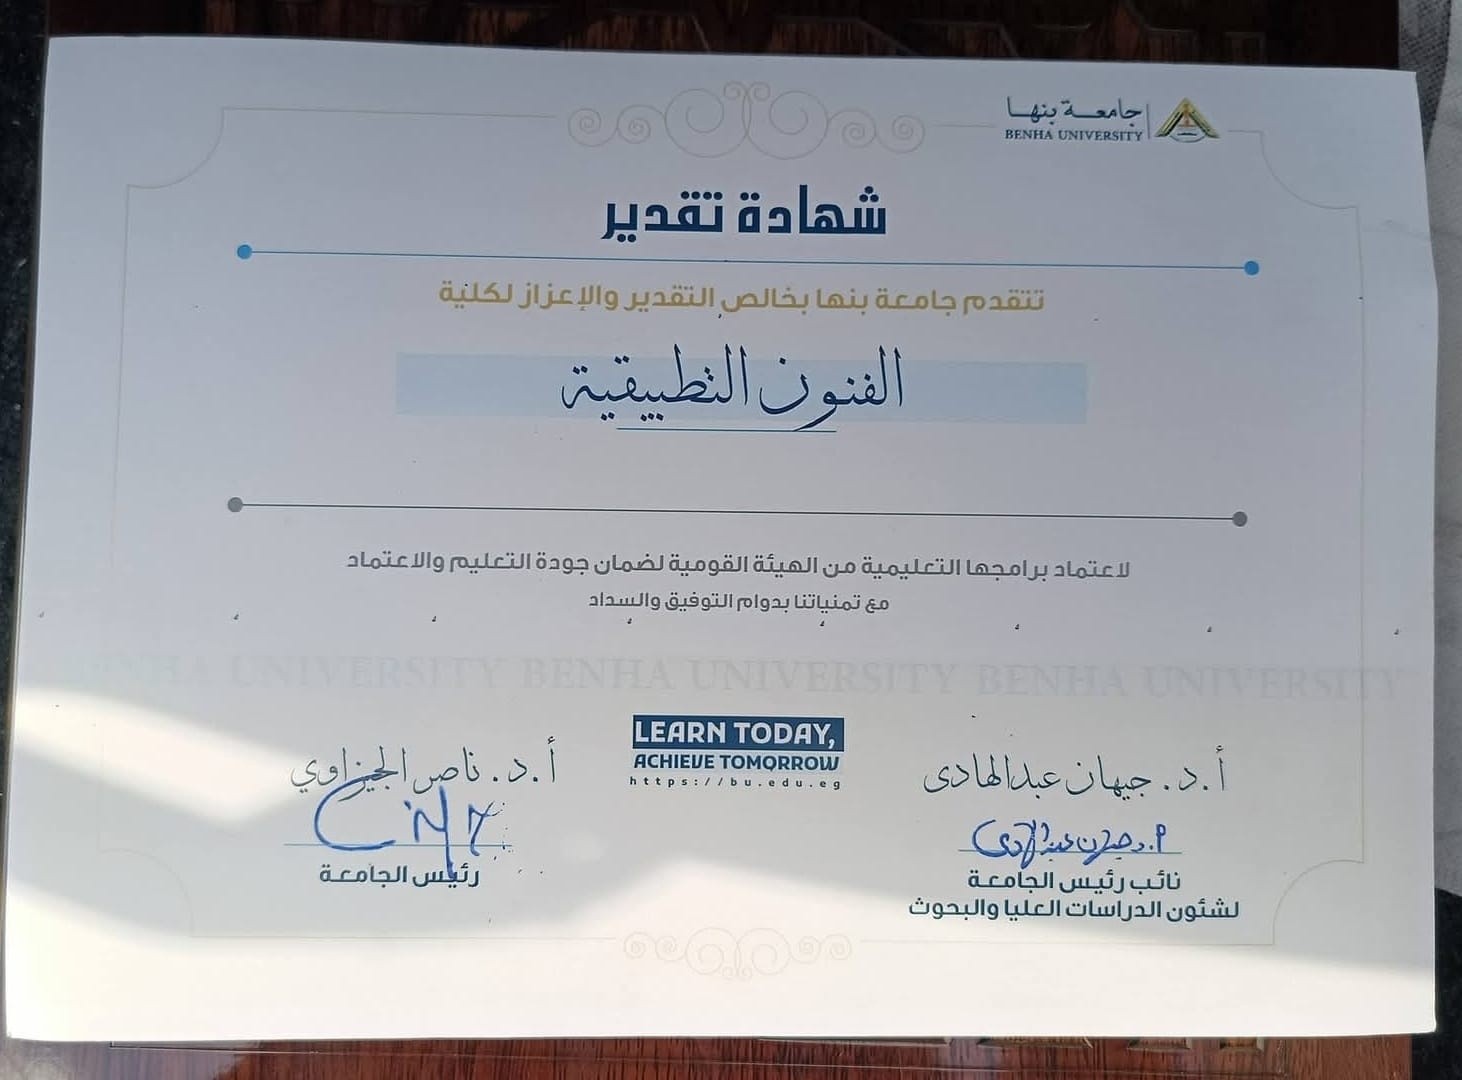 جامعة بنها
BENHA UNIVERSITY
شهادة تقدير
تتقدم جامعة بنها بخالص التقدير والإعزاز لكلية
الفنون التطبيقية
لاعتماد برامجها التعليمية من الهيئة القومية لضمان جودة التعليم والاعتماد
مع تمنياتنا بدوام التوفيق والسداد
BENHA UNIVERSITY BENHA UNIVERSITY BENHA UNIVERSITY
أ.د. جيهان عبدالهادى
أ.د. جيهان عبدالهادى
نائب رئيس الجامعة
لشئون الدراسات العليا والبحوث
LEARN TODAY,
ACHIEVE TOMORROW
https://bu.edu.eg
أ.د. ناصر الجيزاوي
رئيس الجامعة